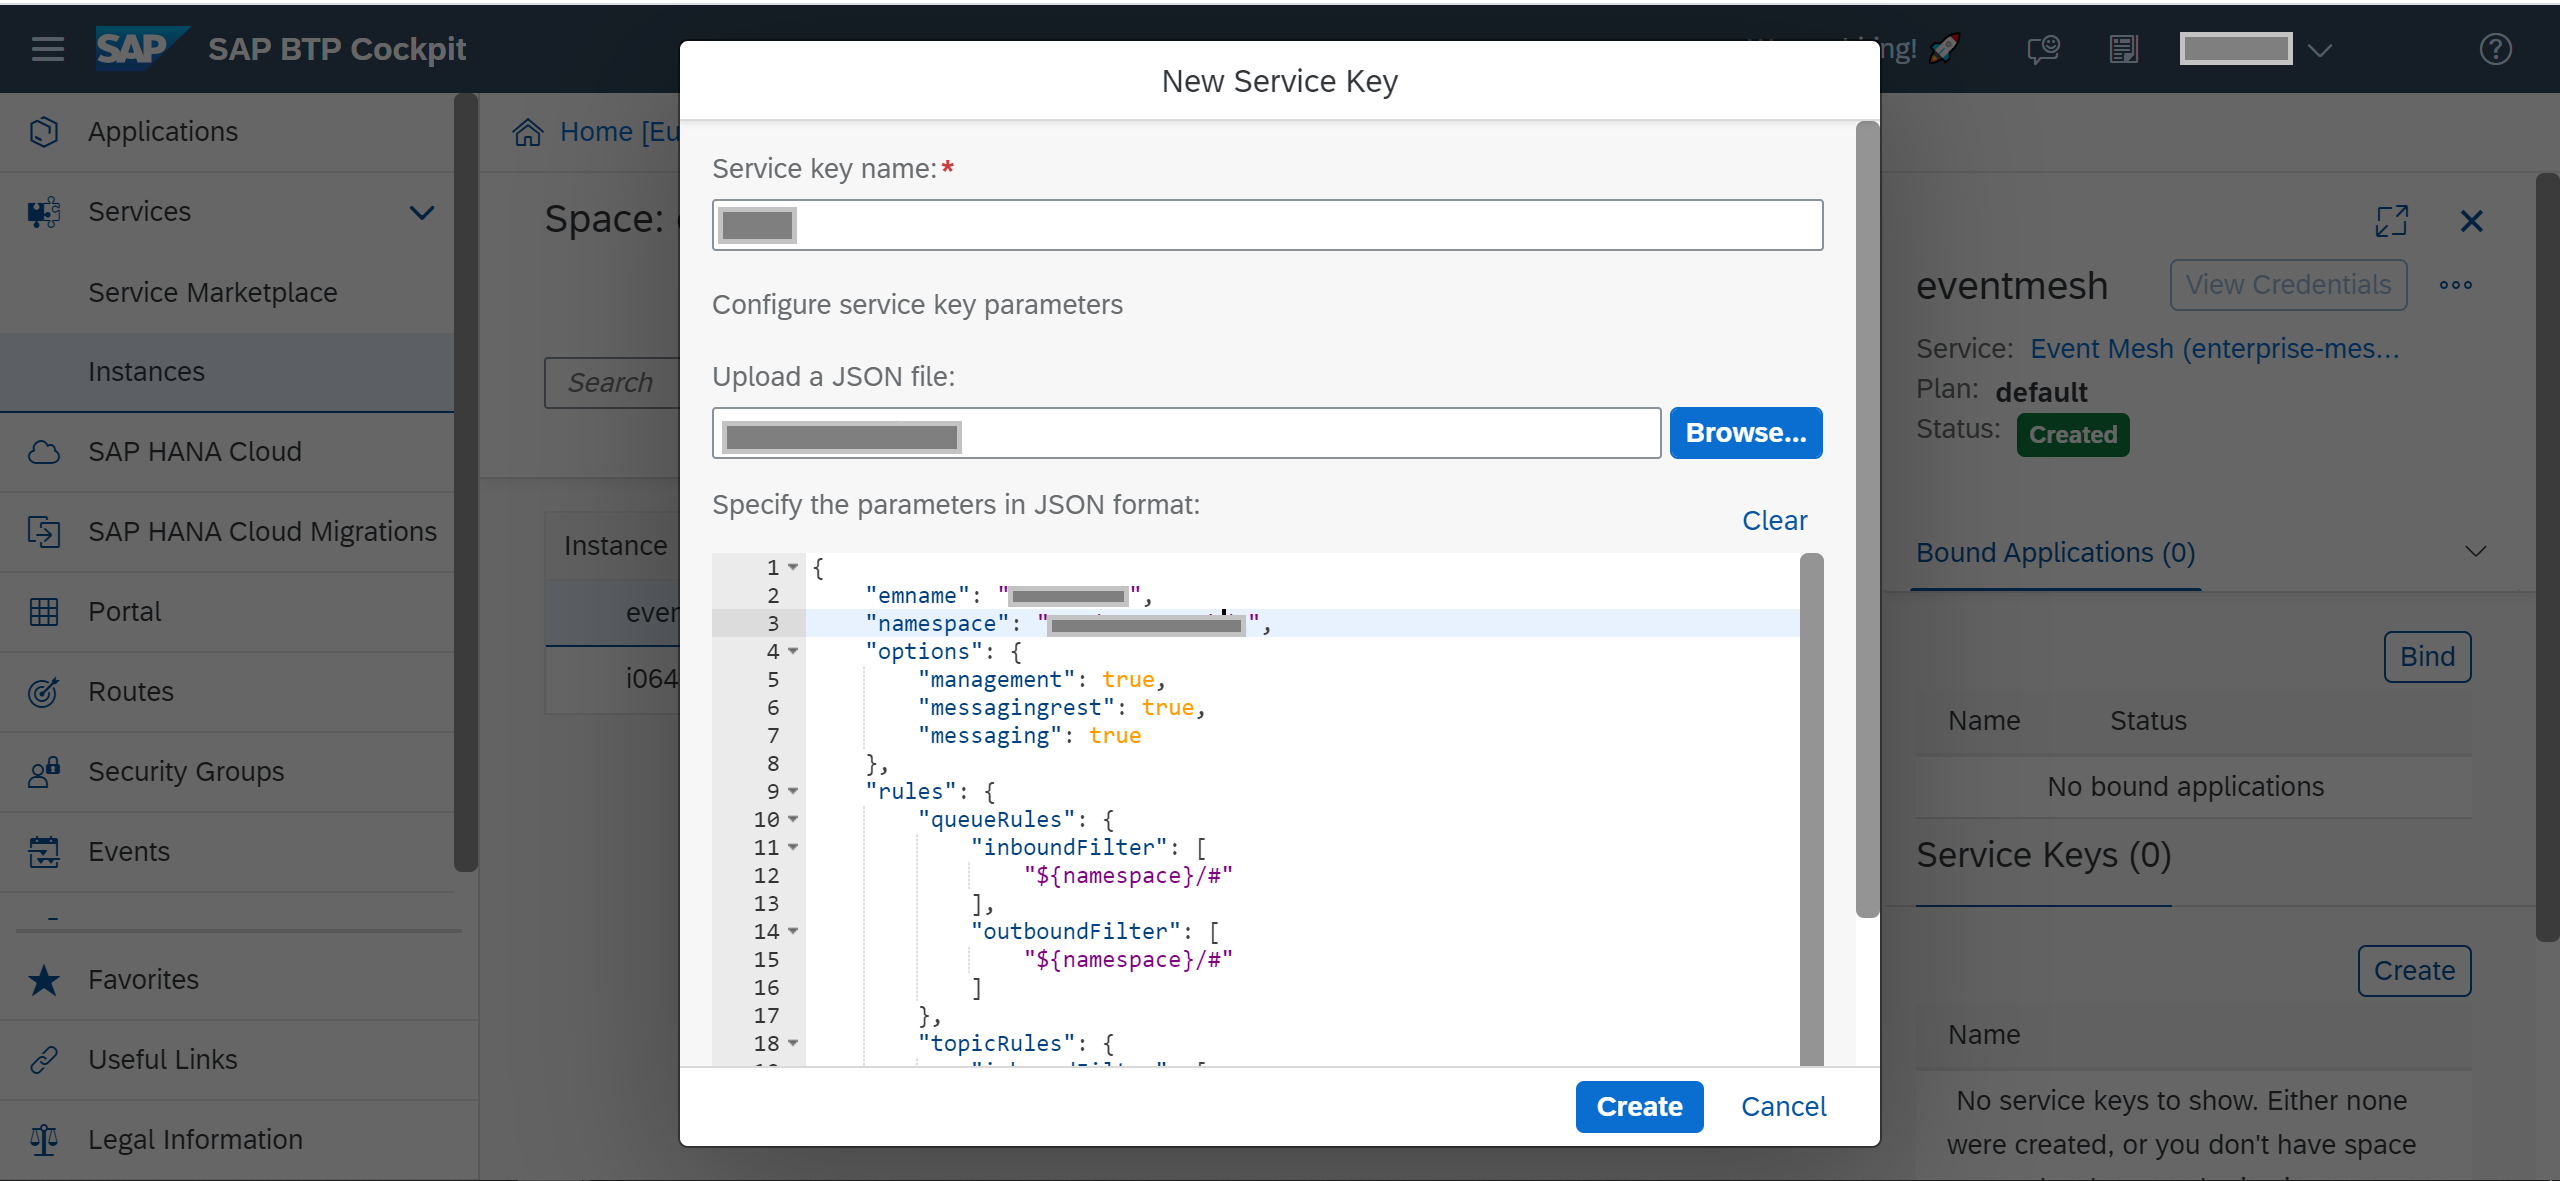 SAP
SAP BTP Cockpit
ng!
Applications
Services
Service Marketplace
Instances
SAP HANA Cloud
SAP HANA Cloud Migrations
Portal
Routes
Security Groups
Events
Favorites
Useful Links
Legal Information
Home [Eu
Space:
Search
Instance
even
i064
New Service Key
Service key name:*
Configure service key parameters
Upload a JSON file:
Browse...
Specify the parameters in JSON format:
Clear
1 {
2 "emname": "",
3 "namespace": "",
4 "options": {
5 "management": true,
6 "messagingrest": true,
7 "messaging": true
8 },
9 "rules": {
10 "queueRules": {
11 "inboundFilter": [
12 "${namespace}/#"
13 ],
14 "outboundFilter": [
15 "${namespace}/#"
16 ]
17 },
18 "topicRules": {
Create
Cancel
eventmesh
View Credentials
Service: Event Mesh (enterprise-mes...
Plan: default
Status: Created
Bound Applications (0)
Bind
Name Status
No bound applications
Service Keys (0)
Create
Name
No service keys to show. Either none
were created, or you don't have space